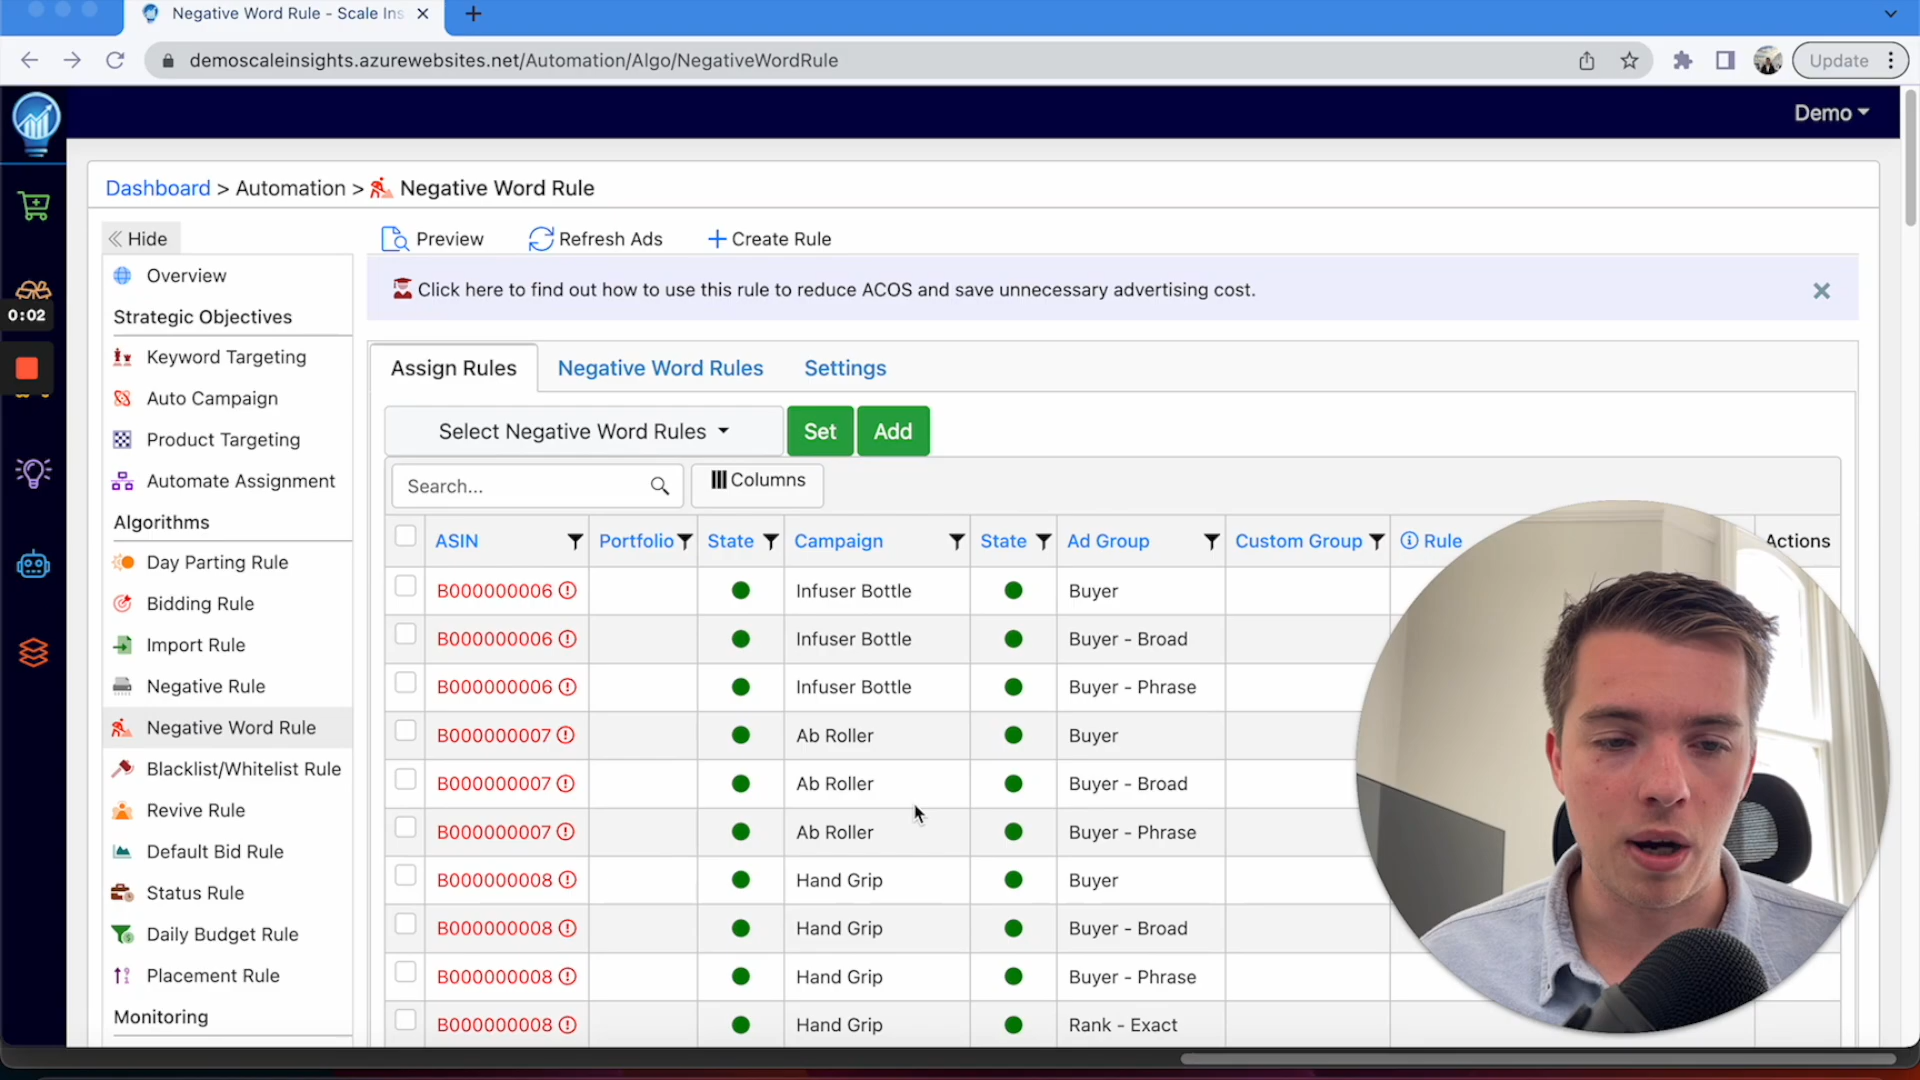 Negative Word Rule - Scale Ins
demoscaleinsights.azurewebsites.net/Automation/Algo/NegativeWordRule
Update
Demo
Dashboard > Automation > Negative Word Rule
Hide
Preview
Refresh Ads
Create Rule
Click here to find out how to use this rule to reduce ACOS and save unnecessary advertising cost.
0:02
Overview
Strategic Objectives
Keyword Targeting
Auto Campaign
Product Targeting
Automate Assignment
Algorithms
Day Parting Rule
Bidding Rule
Import Rule
Negative Rule
Negative Word Rule
Blacklist/Whitelist Rule
Revive Rule
Default Bid Rule
Status Rule
Daily Budget Rule
Placement Rule
Monitoring
Assign Rules Negative Word Rules Settings
Select Negative Word Rules Set Add
Search... Columns
ASIN Portfolio State Campaign State Ad Group Custom Group Rule Actions
B000000006 Infuser Bottle Buyer
B000000006 Infuser Bottle Buyer - Broad
B000000006 Infuser Bottle Buyer - Phrase
B000000007 Ab Roller Buyer
B000000007 Ab Roller Buyer - Broad
B000000007 Ab Roller Buyer - Phrase
B000000008 Hand Grip Buyer
B000000008 Hand Grip Buyer - Broad
B000000008 Hand Grip Buyer - Phrase
B000000008 Hand Grip Rank - Exact